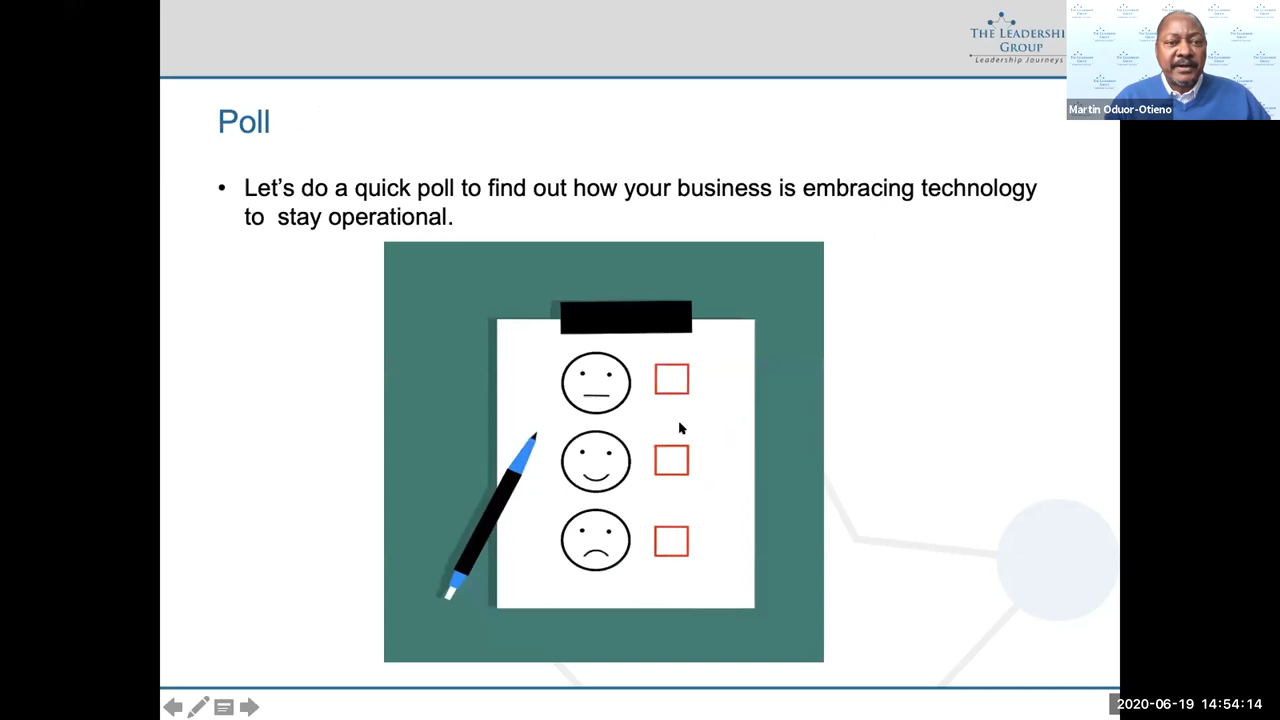 THE LEADERSHI
GROUP
Leadership Journeys
Martin Oduor-Otieno
Poll
• Let’s do a quick poll to find out how your business is embracing technology
to  stay operational.
2020-06-19 14:54:14